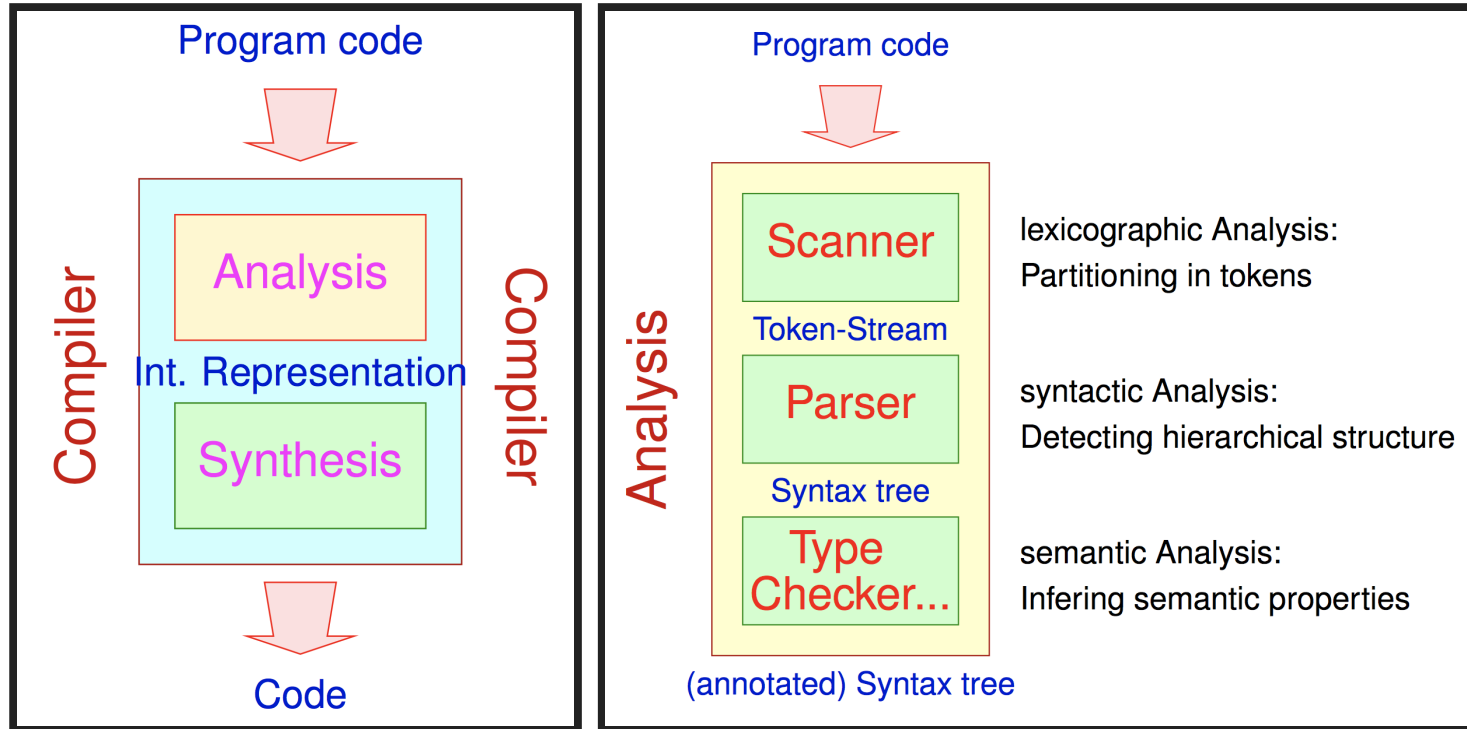 Program code
Compiler
Analysis
Int. Representation
Synthesis
Compiler
Code
Program code
Analysis
Scanner
lexicographic Analysis:
Partitioning in tokens
Token-Stream
Parser
syntactic Analysis:
Detecting hierarchical structure
Syntax tree
Type
Checker...
semantic Analysis:
Infering semantic properties
(annotated) Syntax tree